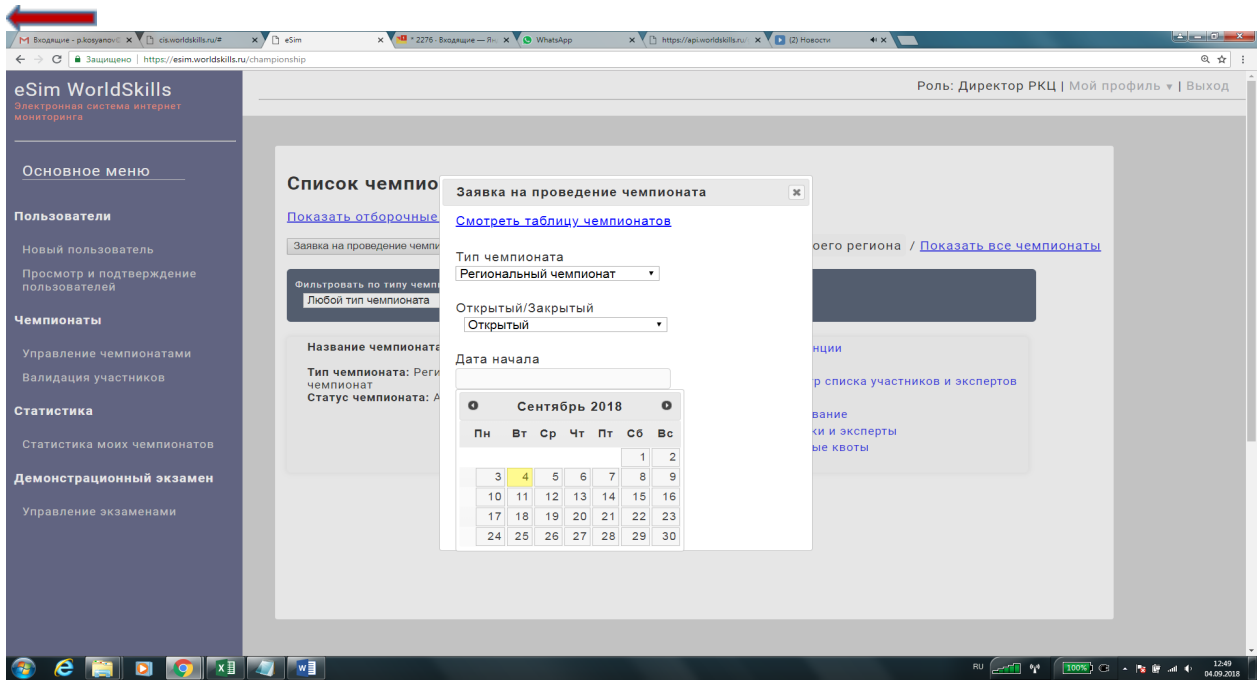 Входящие - p.kosyanov©
cis.worldskills.ru/#
eSim
* 2276 · Входящие — Ян
WhatsApp
https://api.worldskills.ru/
(2) Новости
Защищено | https://esim.worldskills.ru/championship
eSim WorldSkills
Электронная система интернет
мониторинга
Роль: Директор РКЦ | Мой профиль ▾ | Выход
Основное меню
Пользователи
Новый пользователь
Просмотр и подтверждение
пользователей
Чемпионаты
Управление чемпионатами
Валидация участников
Статистика
Статистика моих чемпионатов
Демонстрационный экзамен
Управление экзаменами
Список чемпио
Показать отборочные
Заявка на проведение чемпи
оего региона / Показать все чемпионаты
Фильтровать по типу чемпи
Любой тип чемпионата
Название чемпионата
Тип чемпионата: Реги
чемпионат
Статус чемпионата: А
нции
р списка участников и экспертов
вание
ки и эксперты
ые квоты
Заявка на проведение чемпионата
Смотреть таблицу чемпионатов
Тип чемпионата
Региональный чемпионат
Открытый/Закрытый
Открытый
Дата начала
Сентябрь 2018
Пн Вт Ср Чт Пт Сб Вс
1 2
3 4 5 6 7 8 9
10 11 12 13 14 15 16
17 18 19 20 21 22 23
24 25 26 27 28 29 30
RU
100%
12:49
04.09.2018